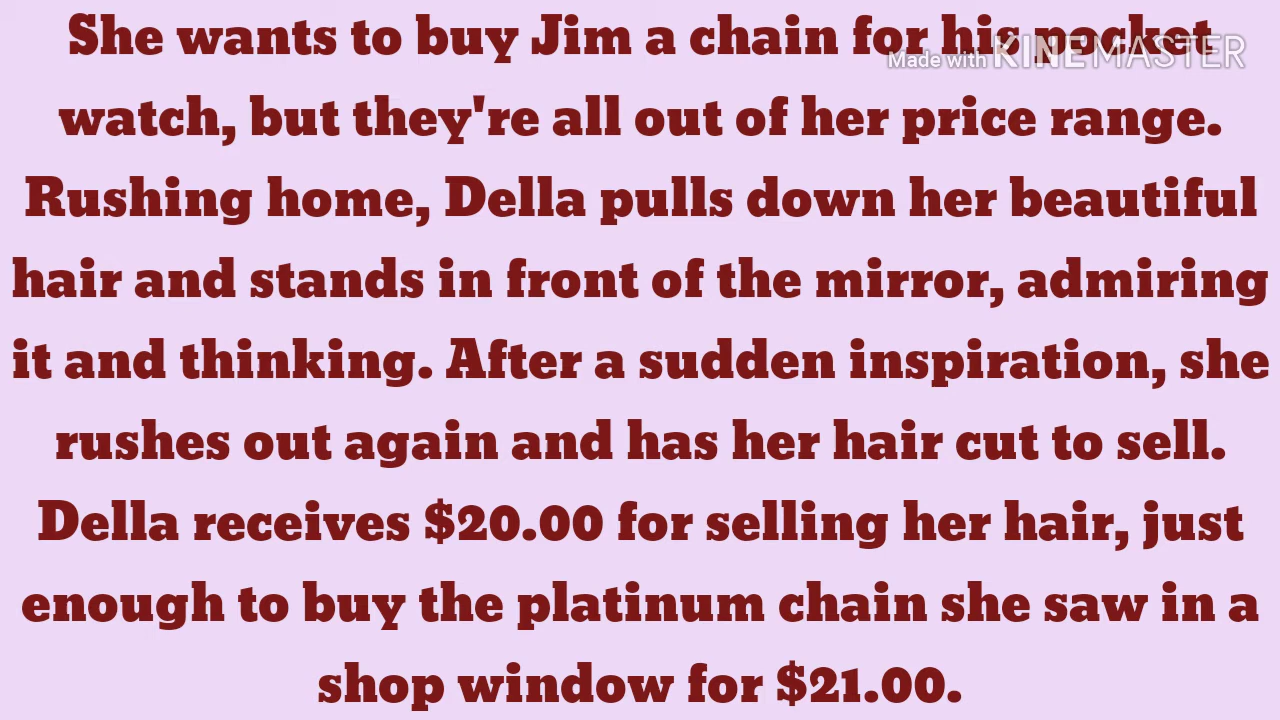 She wants to buy Jim a chain for his pocket
Made with KINEMASTER
watch, but they're all out of her price range.
Rushing home, Della pulls down her beautiful
hair and stands in front of the mirror, admiring
it and thinking. After a sudden inspiration, she
rushes out again and has her hair cut to sell.
Della receives $20.00 for selling her hair, just
enough to buy the platinum chain she saw in a
shop window for $21.00.